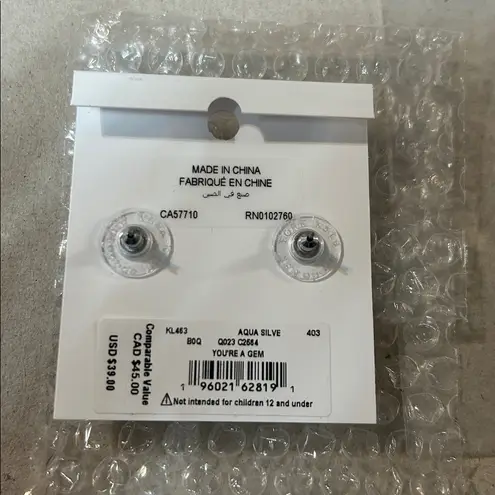 MADE IN CHINA
FABRIQUÉ EN CHINE
صنع في الصين
CA57710 RN0102760
KL463 AQUA SILVE 403
B0Q Q023 C2564
YOU'RE A GEM
1 96021 62819 1
⚠Not intended for children 12 and under
Comparable Value
CAD $45.00
USD $39.00